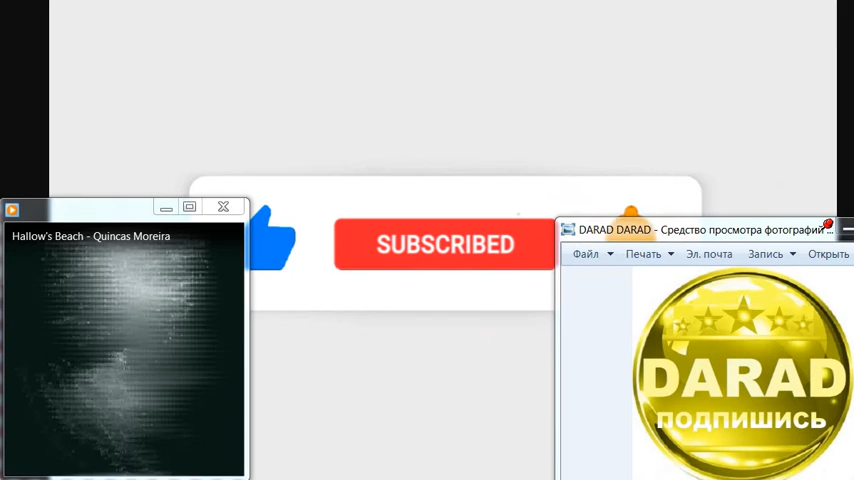 SUBSCRIBED
Hallow's Beach - Quincas Moreira
DARAD DARAD - Средство просмотра фотографий ...
Файл Печать Эл. почта Запись Открыть
DARAD
подпишись